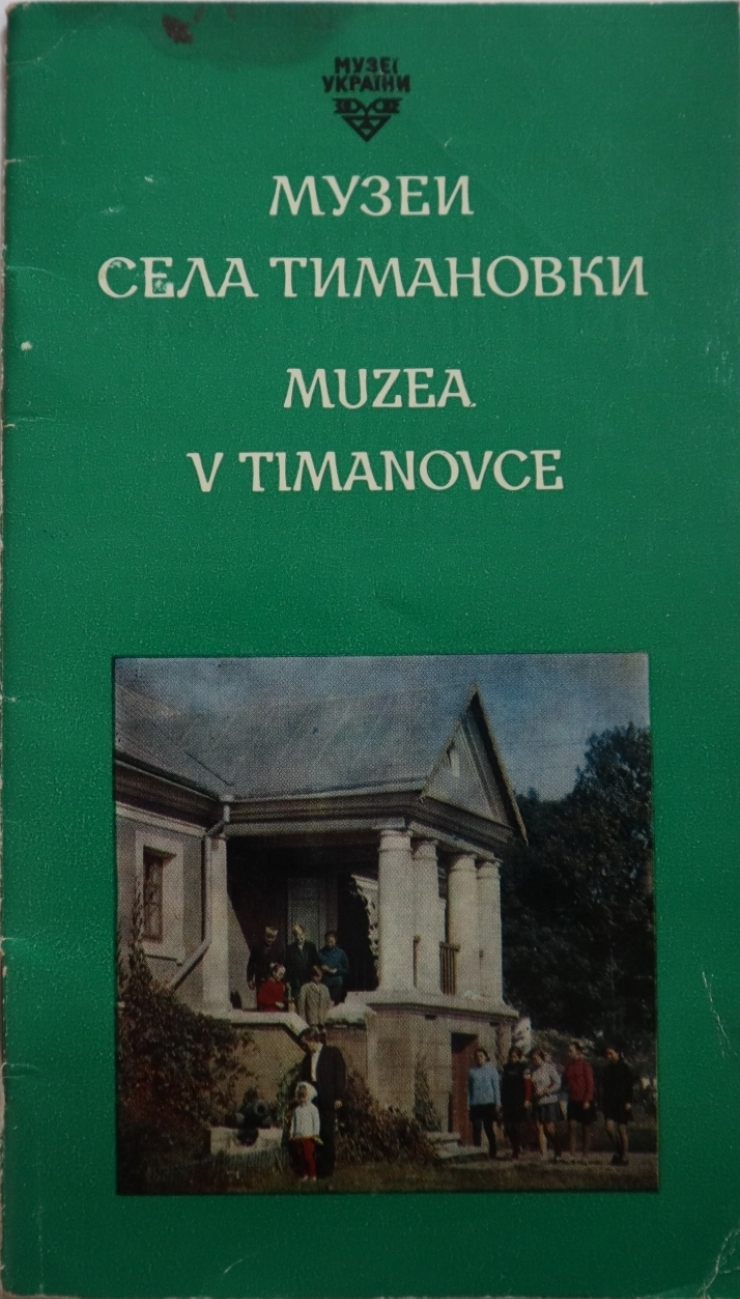 МУЗЕЇ
УКРАЇНИ
МУЗЕИ
СЕЛА ТИМАНОВКИ
MUZEA
V TIMANOVCE